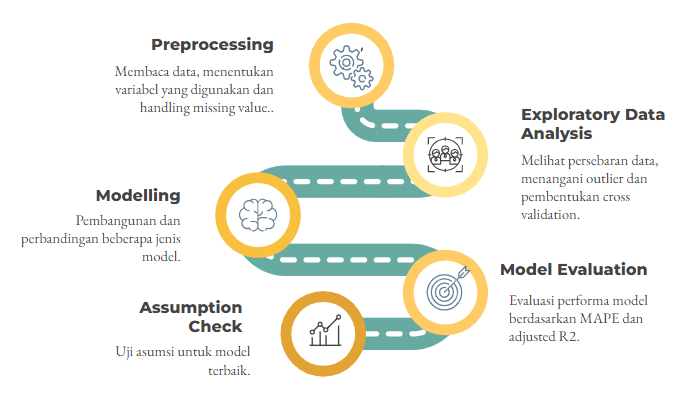 Preprocessing
Membaca data, menentukan
variabel yang digunakan dan
handling missing value..
Exploratory Data
Analysis
Melihat persebaran data,
menangani outlier dan
pembentukan cross
validation.
Modelling
Pembangunan dan
perbandingan beberapa jenis
model.
Model Evaluation
Evaluasi performa model
berdasarkan MAPE dan
adjusted R2.
Assumption
Check
Uji asumsi untuk model
terbaik.